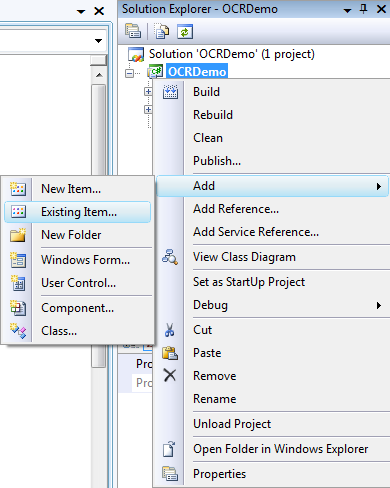 Solution Explorer - OCRDemo
Solution 'OCRDemo' (1 project)
OCRDemo
Build
Rebuild
Clean
Publish...
Add
Add Reference...
Add Service Reference...
View Class Diagram
Set as StartUp Project
Debug
Cut
Paste
Remove
Rename
Unload Project
Open Folder in Windows Explorer
Properties
New Item...
Existing Item...
New Folder
Windows Form...
User Control...
Component...
Class...
Pro
Pro